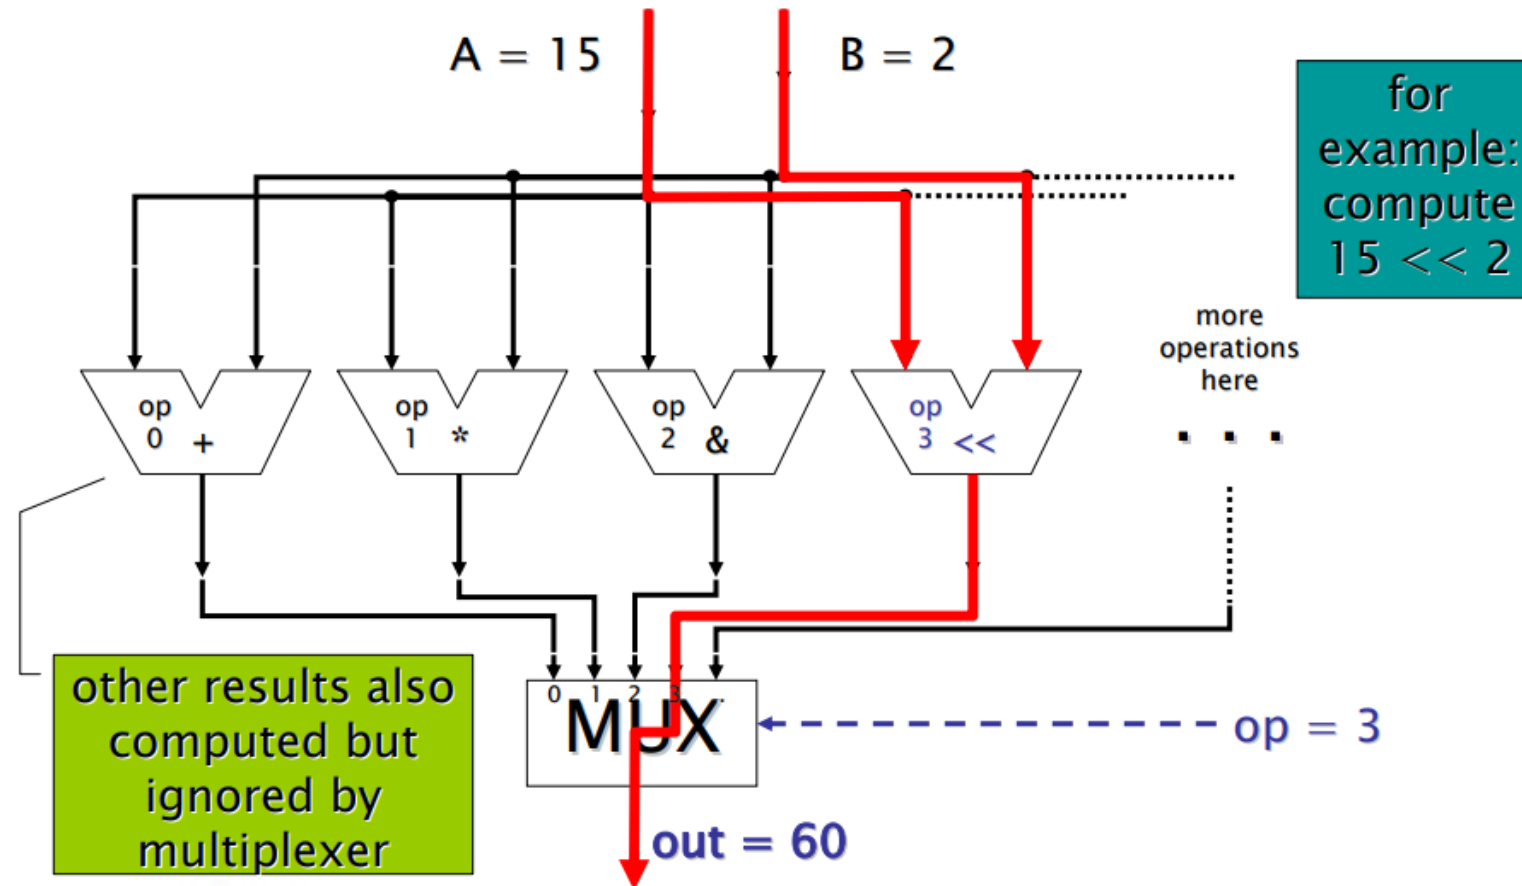 A = 15
B = 2
for
example:
compute
15 << 2
more
operations
here
. . .
op
0 +
op
1 *
op
2 &
op
3 <<
other results also
computed but
ignored by
multiplexer
0 1 2 3 .
MUX
op = 3
out = 60